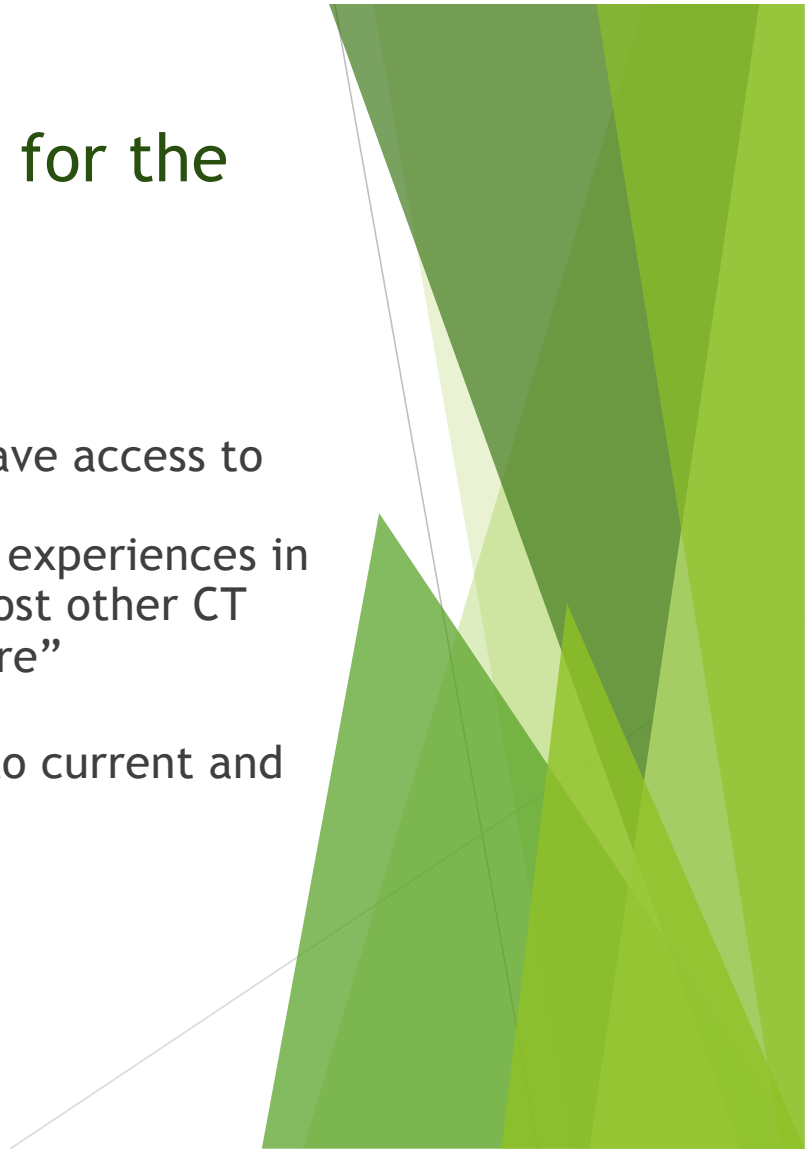 for the
ave access to
experiences in
ost other CT
re”
o current and